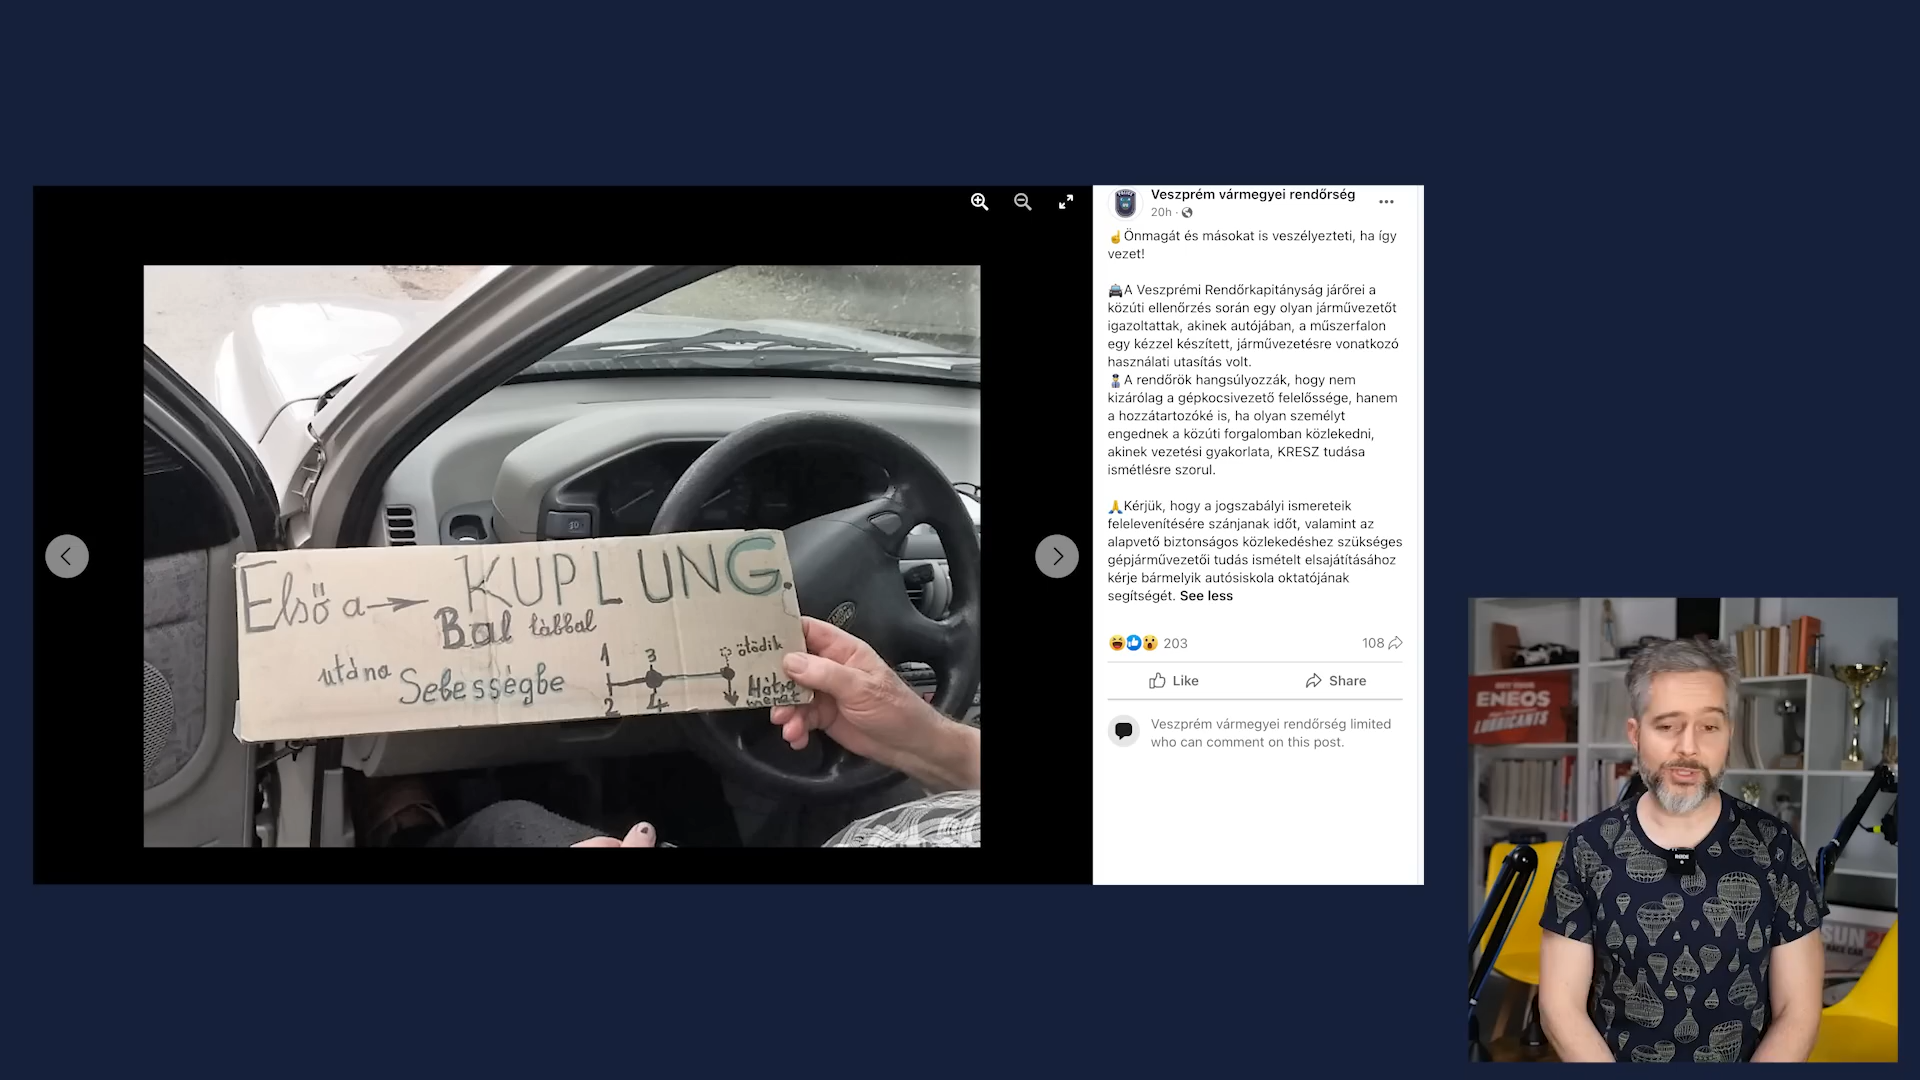 Veszprém vármegyei rendőrség
20h
☝️Önmagát és másokat is veszélyezteti, ha így
vezet!
🚔A Veszprémi Rendőrkapitányság járőrei a
közúti ellenőrzés során egy olyan járművezetőt
igazoltattak, akinek autójában, a műszerfalon
egy kézzel készített, járművezetésre vonatkozó
használati utasítás volt.
👮A rendőrök hangsúlyozzák, hogy nem
kizárólag a gépkocsivezető felelőssége, hanem
a hozzátartozóké is, ha olyan személyt
engednek a közúti forgalomban közlekedni,
akinek vezetési gyakorlata, KRESZ tudása
ismétlésre szorul.
🙏Kérjük, hogy a jogszabályi ismereteik
felelevenítésére szánjanak időt, valamint az
alapvető biztonságos közlekedéshez szükséges
gépjárművezetői tudás ismételt elsajátításához
kérje bármelyik autósiskola oktatójának
segítségét. See less
203
108
Like
Share
Veszprém vármegyei rendőrség limited
who can comment on this post.
Első a → KUPLUNG.
Bal lábbal
utána Sebességbe
1 3 ötödik
2 4 Hátra
menet
ENEOS
LUBRICANTS
SUN
RACE CAR
RODE